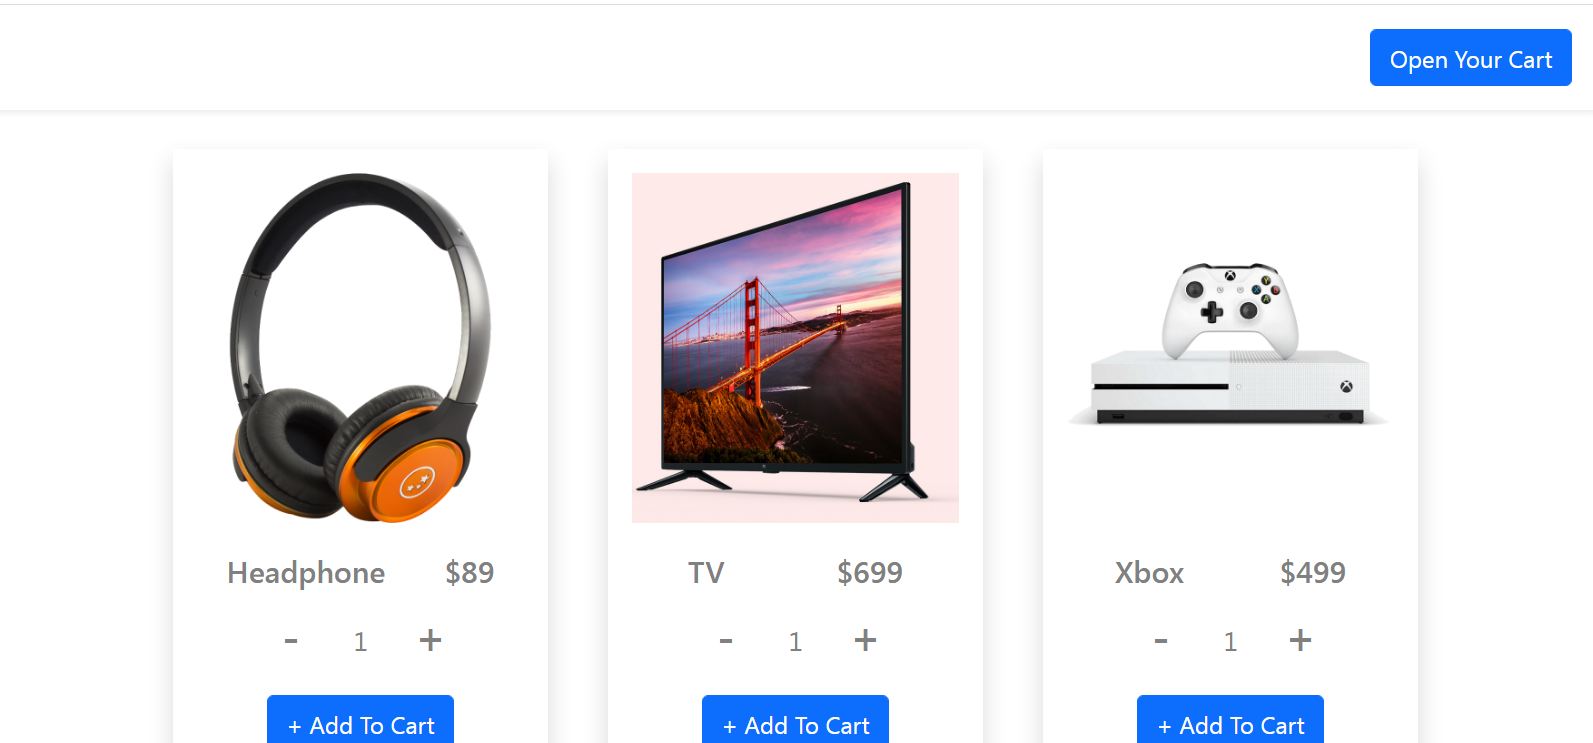 Open Your Cart
Headphone $89
TV $699
Xbox $499
- 1 +
- 1 +
- 1 +
+ Add To Cart
+ Add To Cart
+ Add To Cart